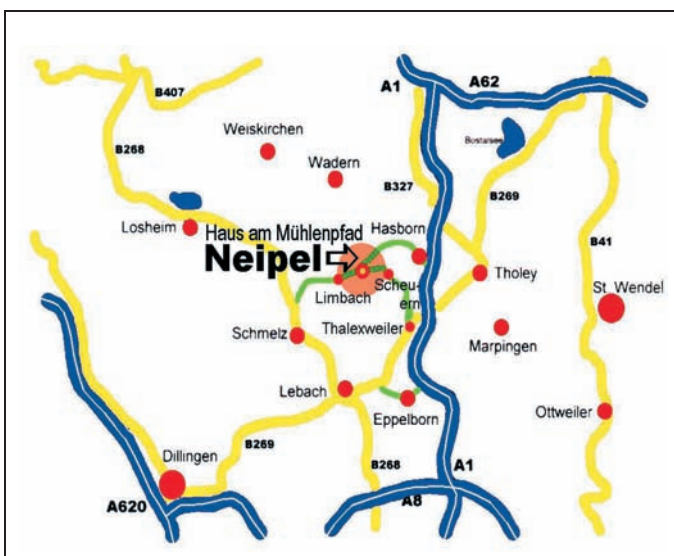 A1
A62
B407
Weiskirchen
Bostalsee
B268
Wadern
B327
B269
Losheim
Haus am Mühlenpfad
Hasborn
B41
Neipel
Tholey
St. Wendel
Limbach
Scheu-
ern
Schmelz
Thalexweiler
Marpingen
Lebach
Eppelborn
Ottweiler
B269
Dillingen
B268
A1
A620
A8